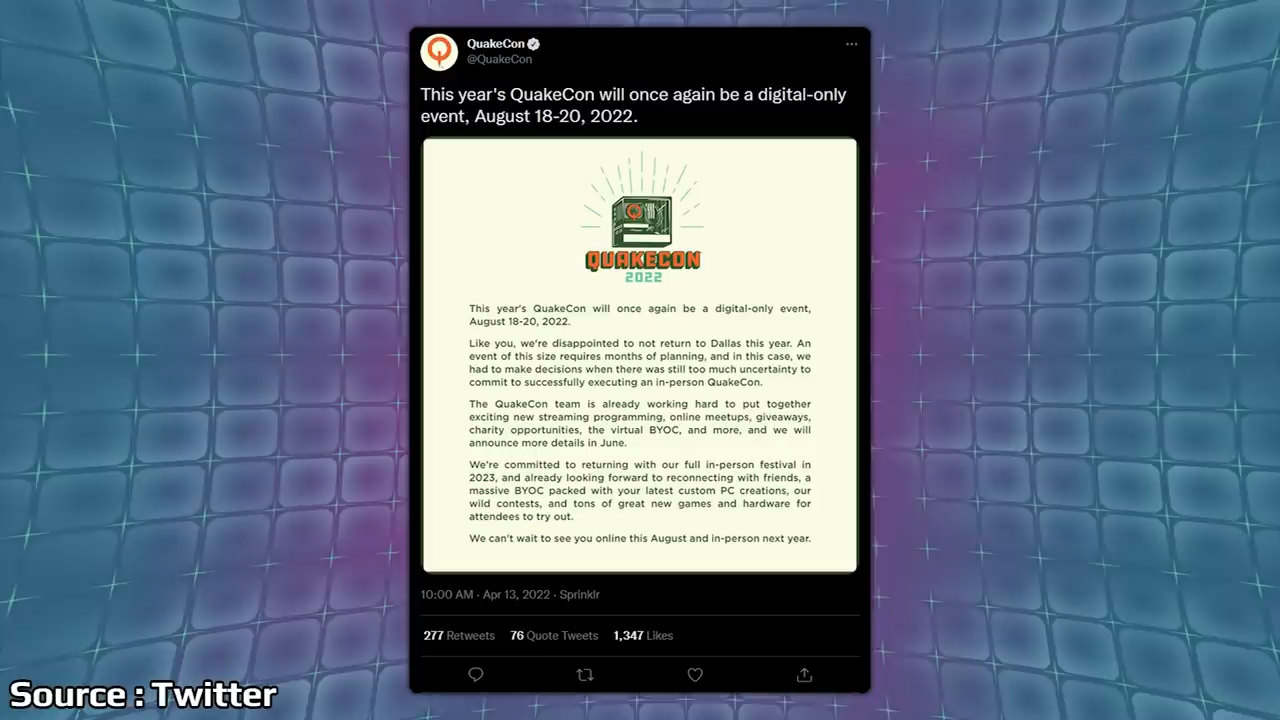 QuakeCon
@QuakeCon
This year's QuakeCon will once again be a digital-only
event, August 18-20, 2022.
QUAKECON
2022
This year's QuakeCon will once again be a digital-only event,
August 18-20, 2022.
Like you, we're disappointed to not return to Dallas this year. An
event of this size requires months of planning, and in this case, we
had to make decisions when there was still too much uncertainty to
commit to successfully executing an in-person QuakeCon.
The QuakeCon team is already working hard to put together
exciting new streaming programming, online meetups, giveaways,
charity opportunities, the virtual BYOC, and more, and we will
announce more details in June.
We're committed to returning with our full in-person festival in
2023, and already looking forward to reconnecting with friends, a
massive BYOC packed with your latest custom PC creations, our
wild contests, and tons of great new games and hardware for
attendees to try out.
We can't wait to see you online this August and in-person next year.
10:00 AM · Apr 13, 2022 · Sprinklr
277 Retweets 76 Quote Tweets 1,347 Likes
Source : Twitter